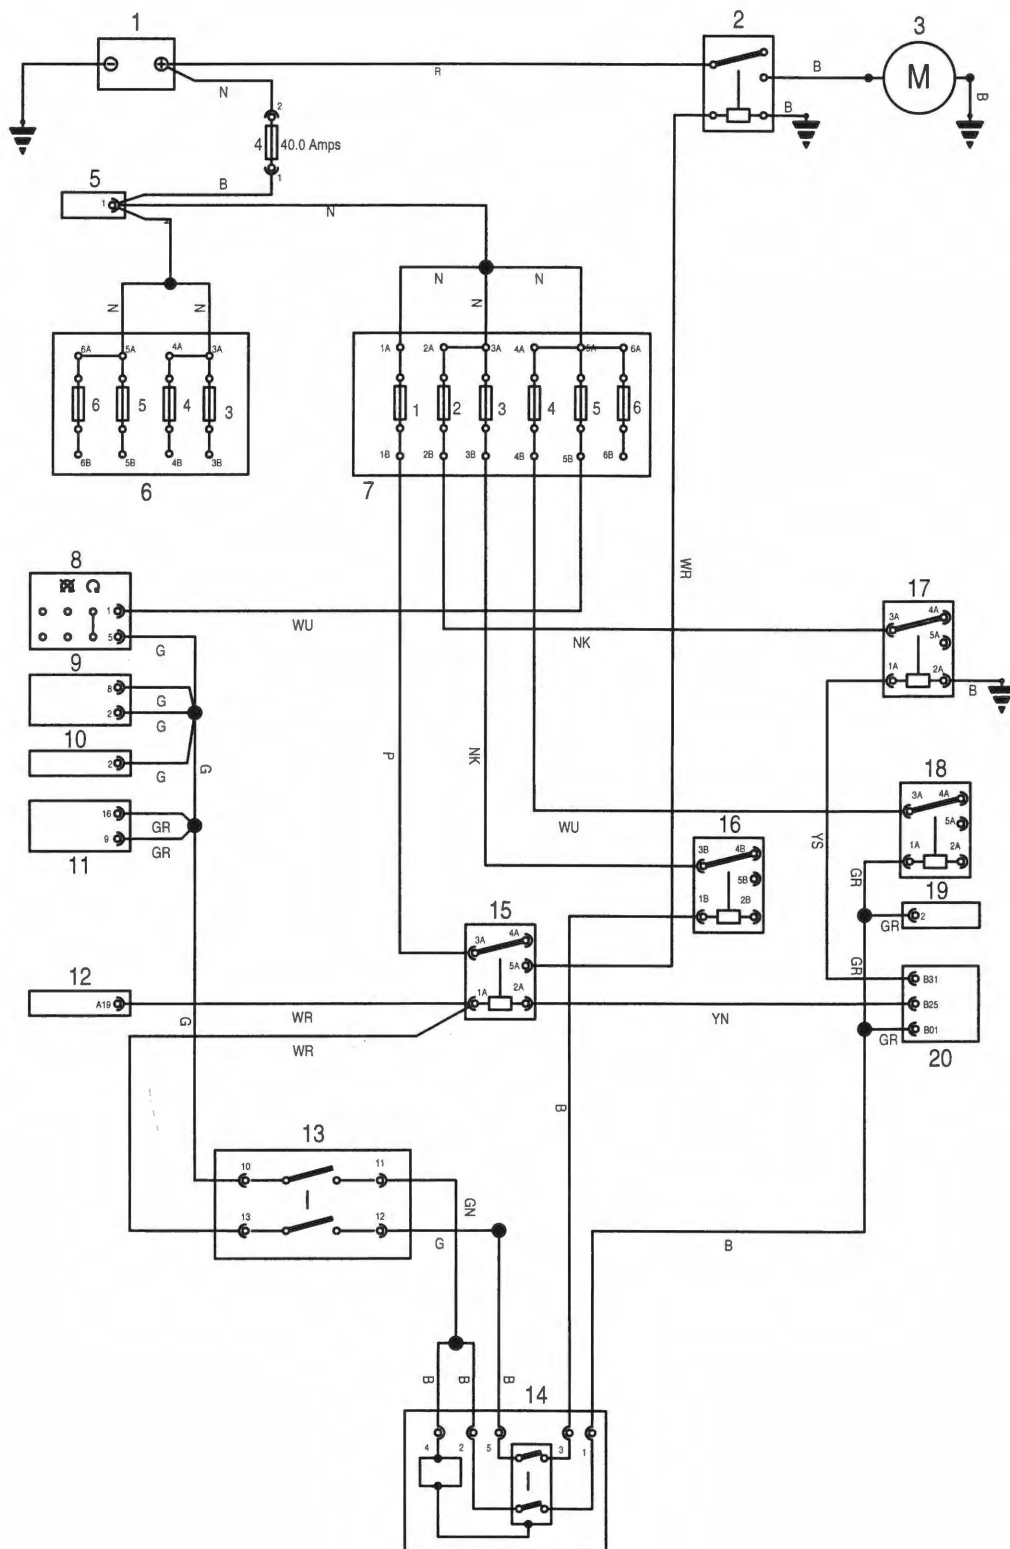 1
2
3
R
B
M
N
B
B
2
4
40.0 Amps
1
5
B
1
N
N
N
N
N
N
N
1A
2A
3A
4A
5A
6A
6A
5A
4A
3A
6
5
4
3
1
2
3
4
5
6
6B
5B
4B
3B
1B
2B
3B
4B
5B
6B
6
7
WR
8
1
WU
5
G
NK
17
3A
4A
5A
1A
2A
B
9
8
G
2
G
10
2
G
G
P
NK
18
3A
4A
5A
1A
2A
16
GR
9
GR
11
WU
16
3B
4B
5B
1B
2B
YS
GR
19
2
GR
15
3A
4A
5A
1A
2A
GR
12
A19
WR
WR
YN
B31
B25
B01
GR
20
G
B
13
10
11
13
12
GN
G
B
B
B
B
14
4
2
5
3
1